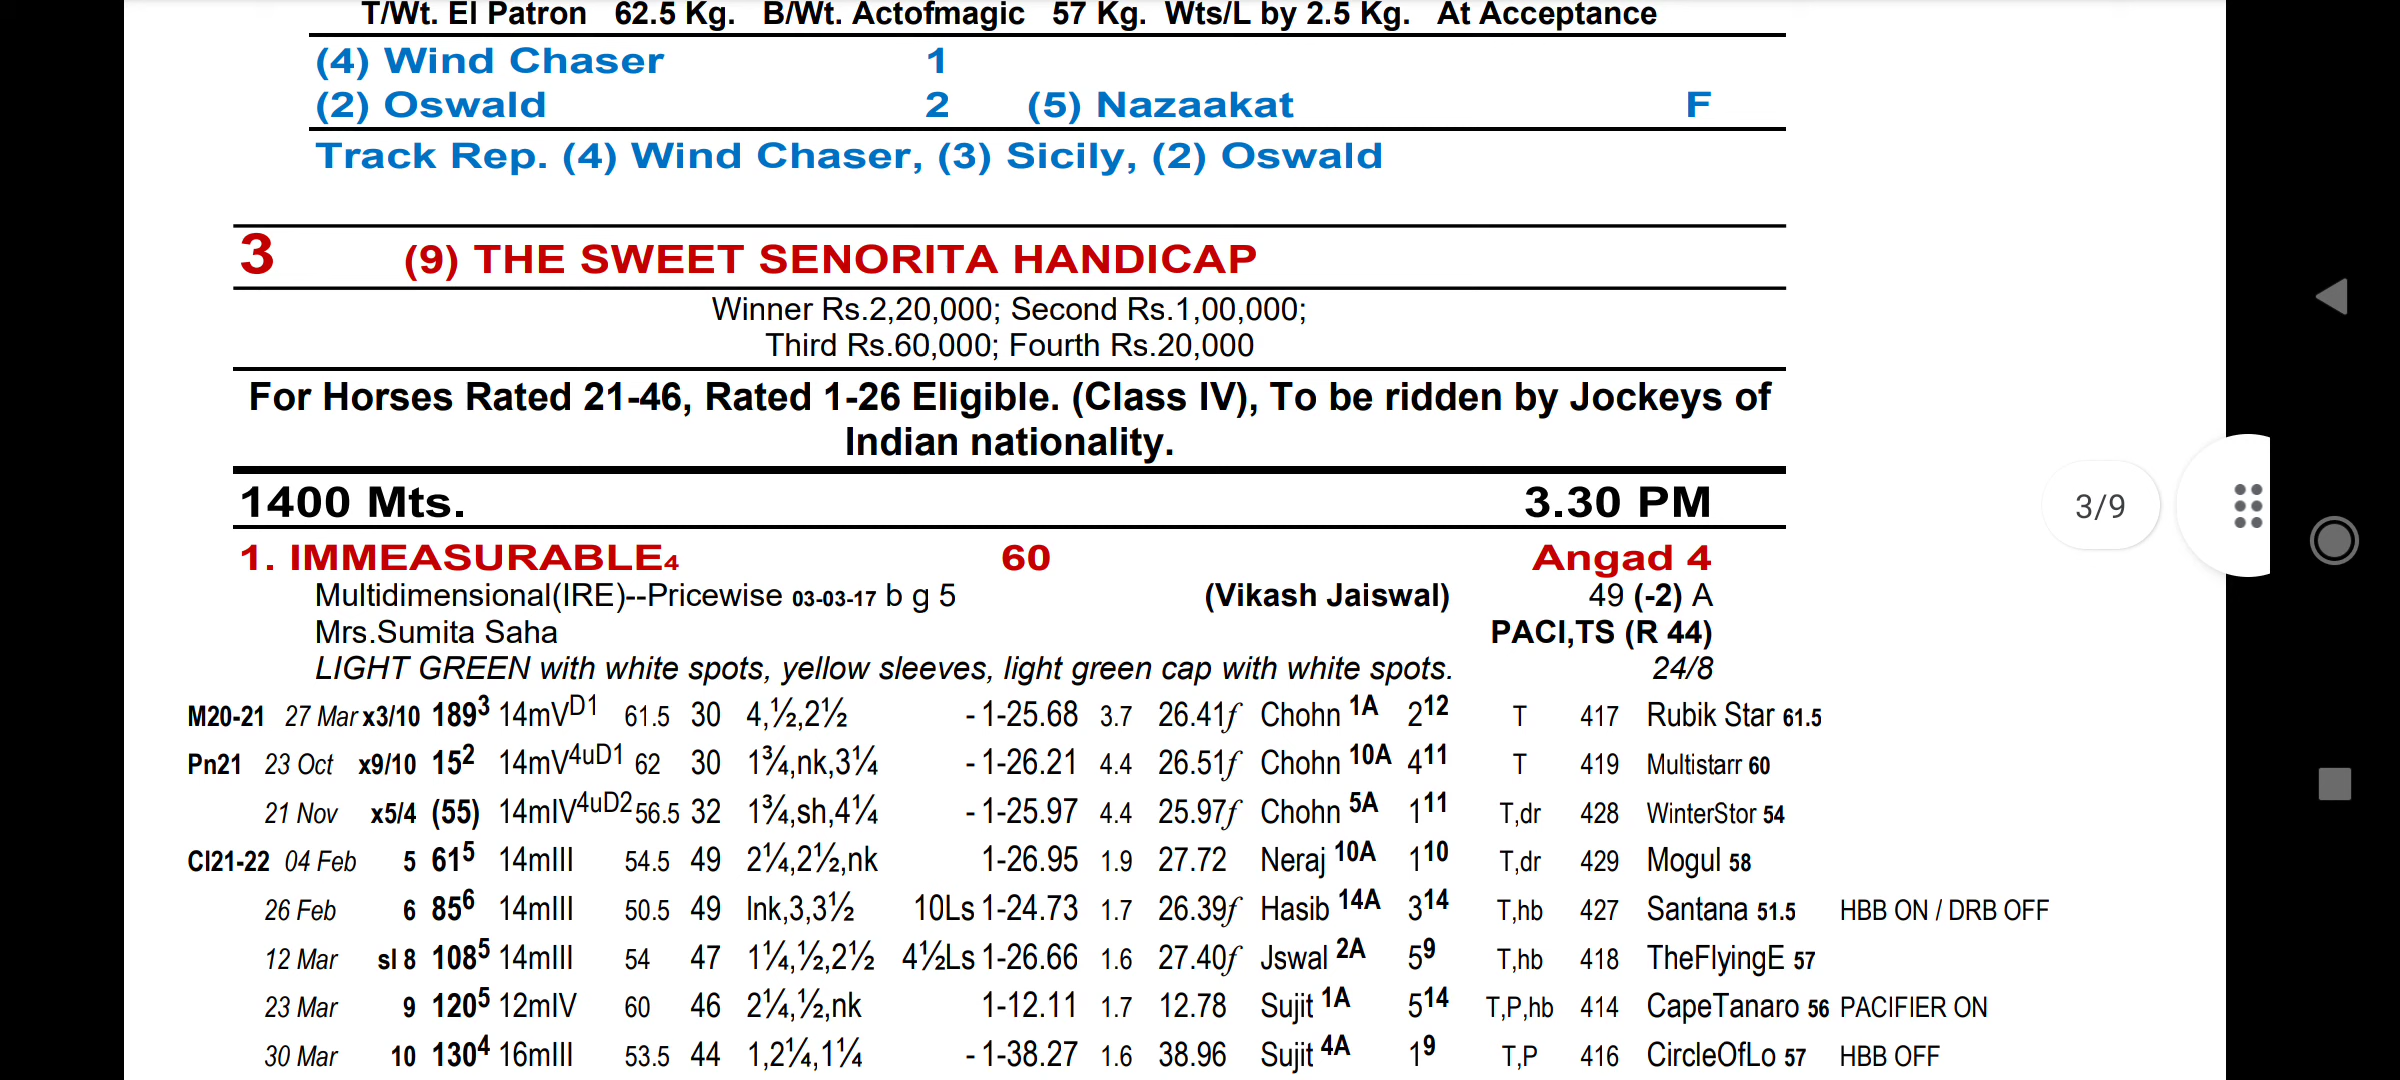 T/Wt. El Patron 62.5 Kg. B/Wt. Actofmagic 57 Kg. Wts/L by 2.5 Kg. At Acceptance
(4) Wind Chaser 1
(2) Oswald 2 (5) Nazaakat F
Track Rep. (4) Wind Chaser, (3) Sicily, (2) Oswald
3 (9) THE SWEET SENORITA HANDICAP
Winner Rs.2,20,000; Second Rs.1,00,000;
Third Rs.60,000; Fourth Rs.20,000
For Horses Rated 21-46, Rated 1-26 Eligible. (Class IV), To be ridden by Jockeys of
Indian nationality.
1400 Mts. 3.30 PM
3/9
1. IMMEASURABLE4 60 Angad 4
Multidimensional(IRE)--Pricewise 03-03-17 b g 5 (Vikash Jaiswal) 49 (-2) A
Mrs.Sumita Saha PACI,TS (R 44)
LIGHT GREEN with white spots, yellow sleeves, light green cap with white spots. 24/8
M20-21 27 Mar x3/10 189³ 14mVD1 61.5 30 4,½,2½ - 1-25.68 3.7 26.41f Chohn 1A 2¹² T 417 Rubik Star 61.5
Pn21 23 Oct x9/10 15² 14mV4uD1 62 30 1¾,nk,3¼ - 1-26.21 4.4 26.51f Chohn 10A 4¹¹ T 419 Multistarr 60
21 Nov x5/4 (55) 14mIV4uD2 56.5 32 1¾,sh,4¼ - 1-25.97 4.4 25.97f Chohn 5A 1¹¹ T,dr 428 WinterStor 54
Cl21-22 04 Feb 5 61⁵ 14mIII 54.5 49 2¼,2½,nk 1-26.95 1.9 27.72 Neraj 10A 1¹⁰ T,dr 429 Mogul 58
26 Feb 6 85⁶ 14mIII 50.5 49 lnk,3,3½ 10Ls 1-24.73 1.7 26.39f Hasib 14A 3¹⁴ T,hb 427 Santana 51.5 HBB ON / DRB OFF
12 Mar sl 8 108⁵ 14mIII 54 47 1¼,½,2½ 4½Ls 1-26.66 1.6 27.40f Jswal 2A 5⁹ T,hb 418 TheFlyingE 57
23 Mar 9 120⁵ 12mIV 60 46 2¼,½,nk 1-12.11 1.7 12.78 Sujit 1A 5¹⁴ T,P,hb 414 CapeTanaro 56 PACIFIER ON
30 Mar 10 130⁴ 16mIII 53.5 44 1,2¼,1¼ - 1-38.27 1.6 38.96 Sujit 4A 1⁹ T,P 416 CircleOfLo 57 HBB OFF